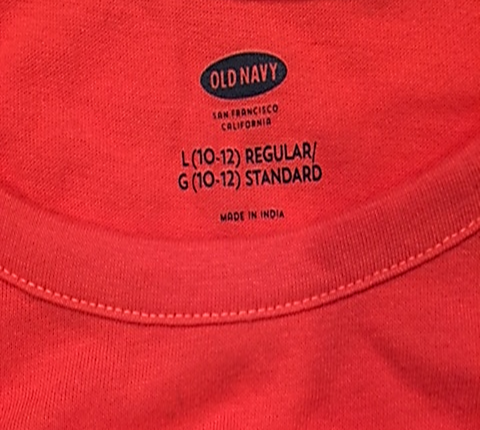 OLD NAVY
SAN FRANCISCO
CALIFORNIA
L (10-12) REGULAR/
G (10-12) STANDARD
MADE IN INDIA